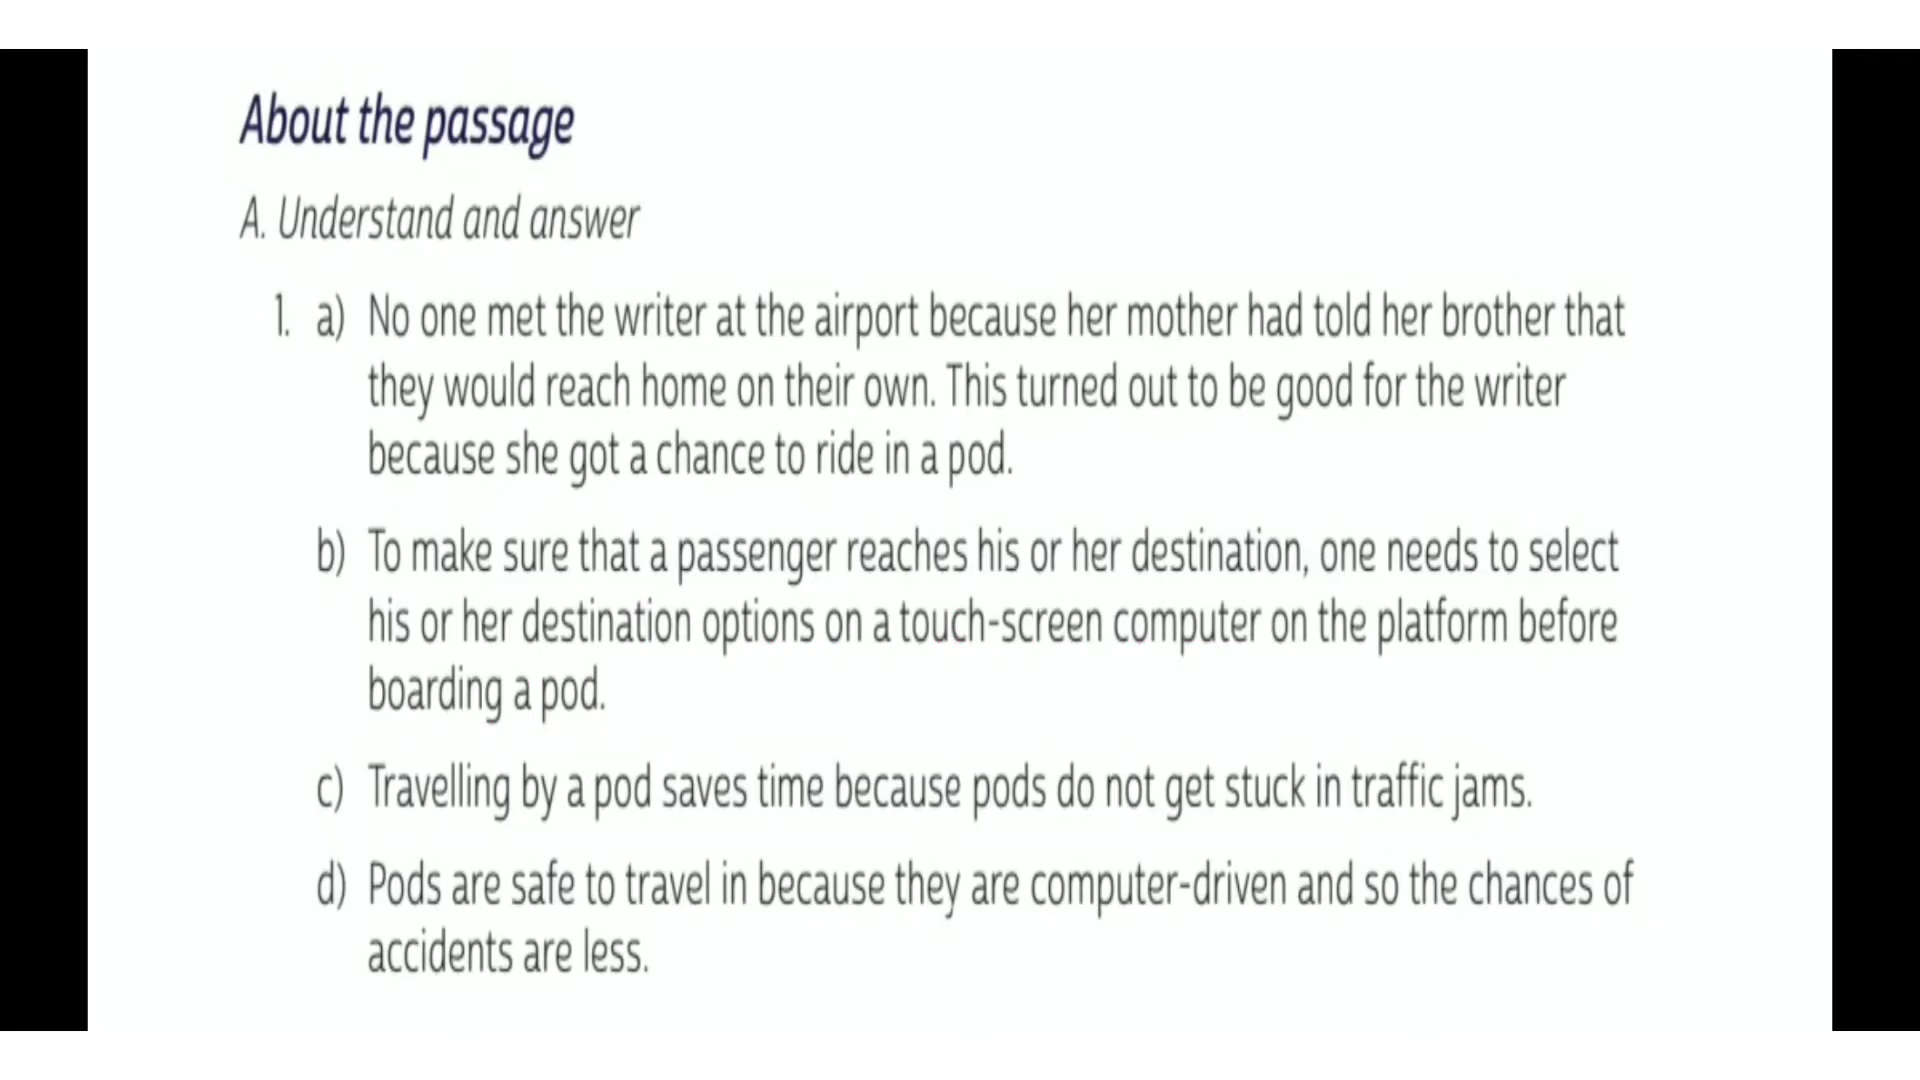 About the passage
A. Understand and answer
1. a) No one met the writer at the airport because her mother had told her brother that
they would reach home on their own. This turned out to be good for the writer
because she got a chance to ride in a pod.
b) To make sure that a passenger reaches his or her destination, one needs to select
his or her destination options on a touch-screen computer on the platform before
boarding a pod.
c) Travelling by a pod saves time because pods do not get stuck in traffic jams.
d) Pods are safe to travel in because they are computer-driven and so the chances of
accidents are less.